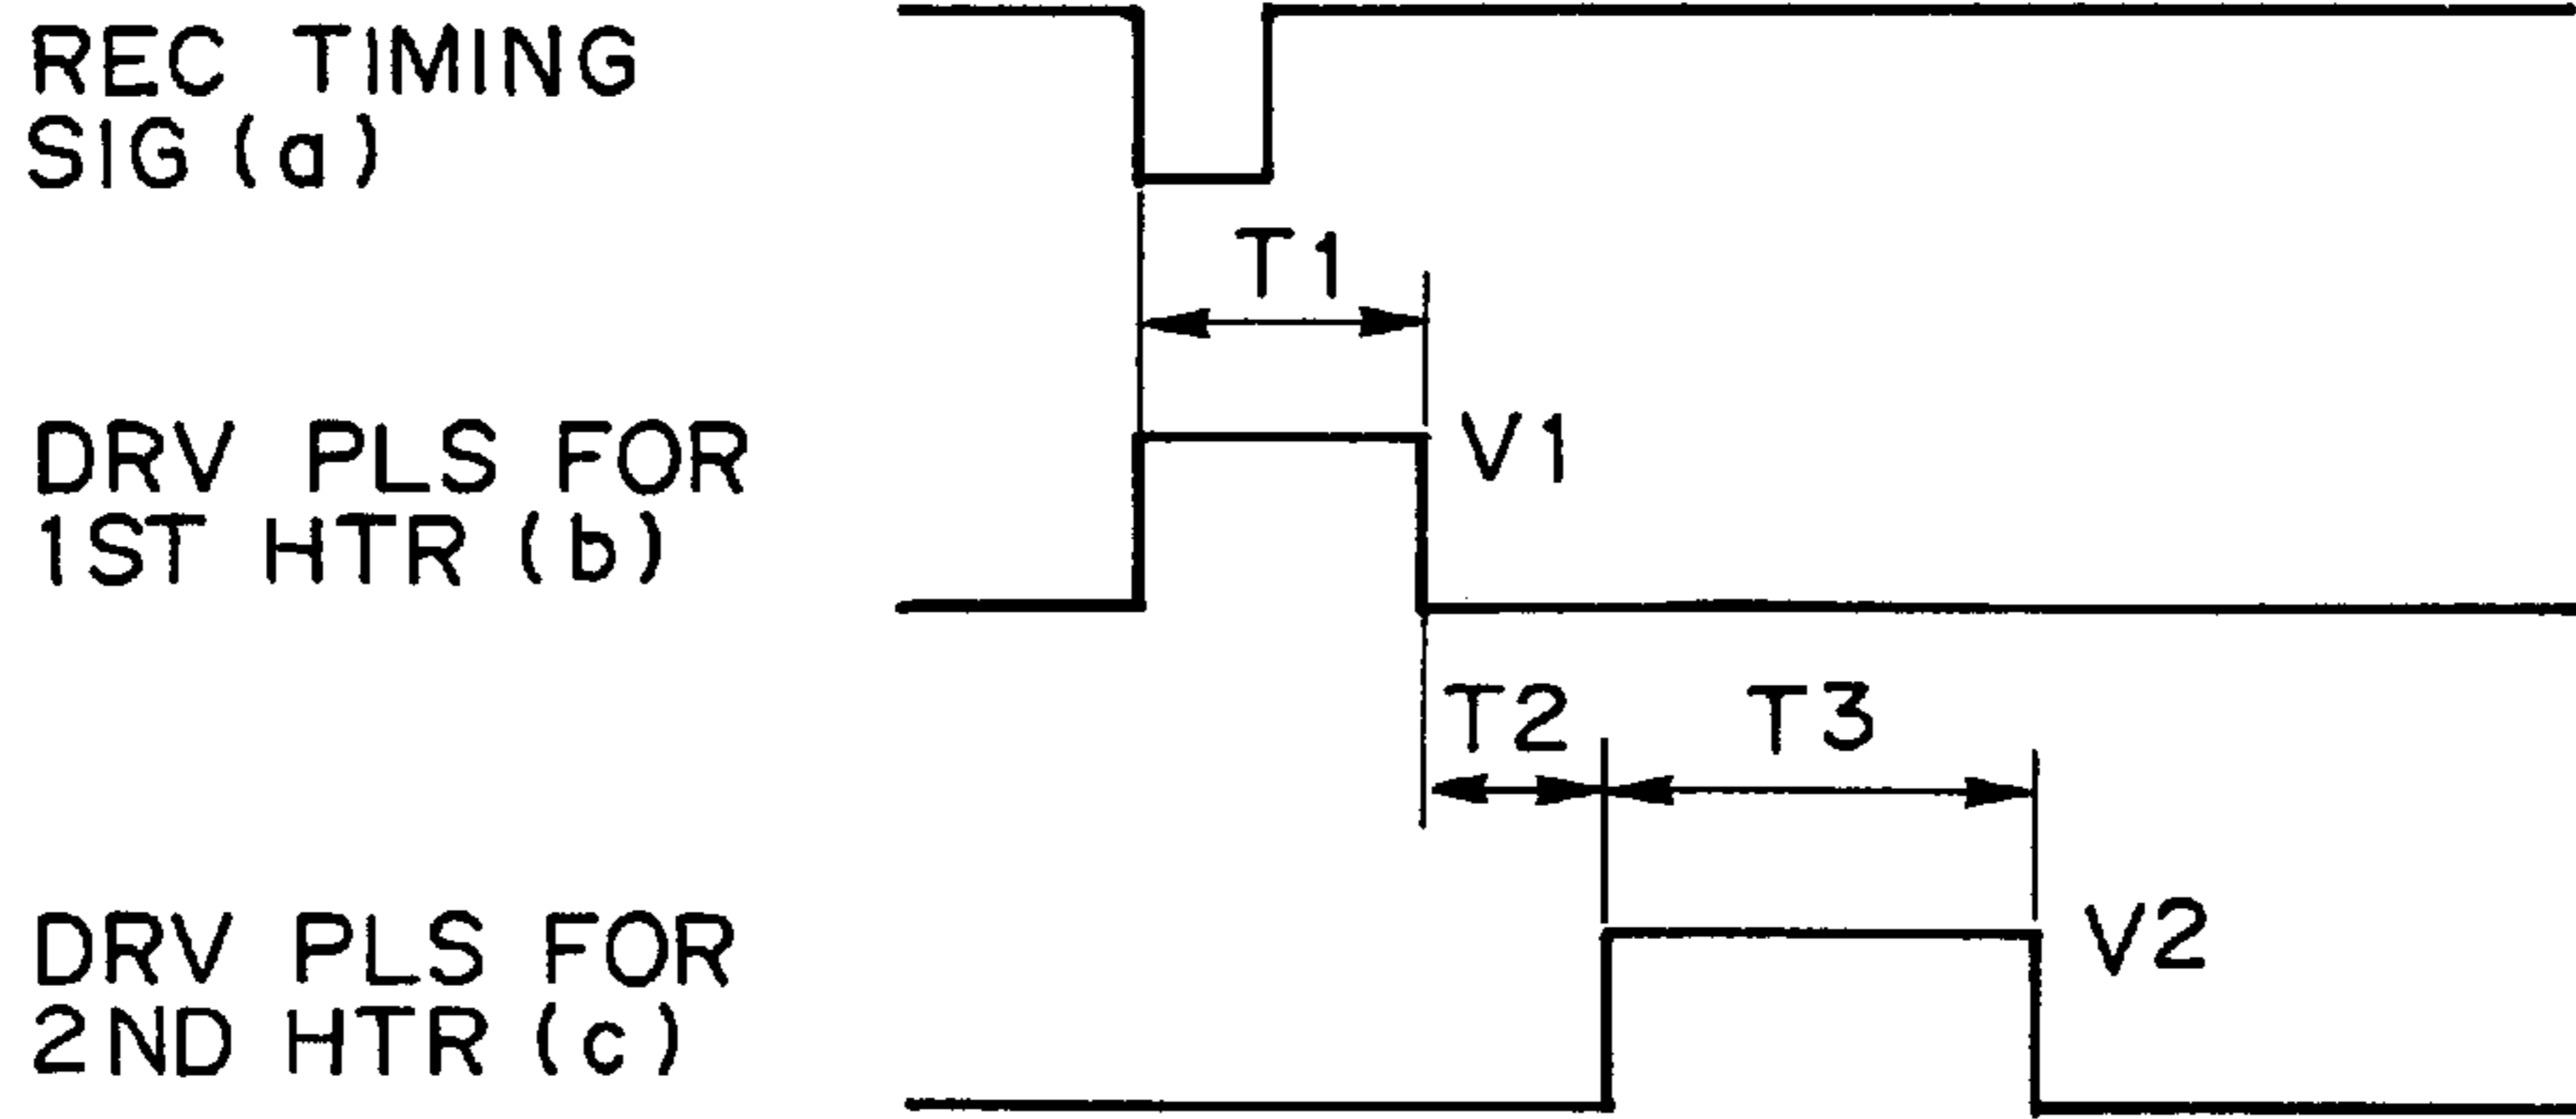 REC TIMING
SIG (a)
T1
DRV PLS FOR
1ST HTR (b)
V1
T2
T3
DRV PLS FOR
2ND HTR (c)
V2